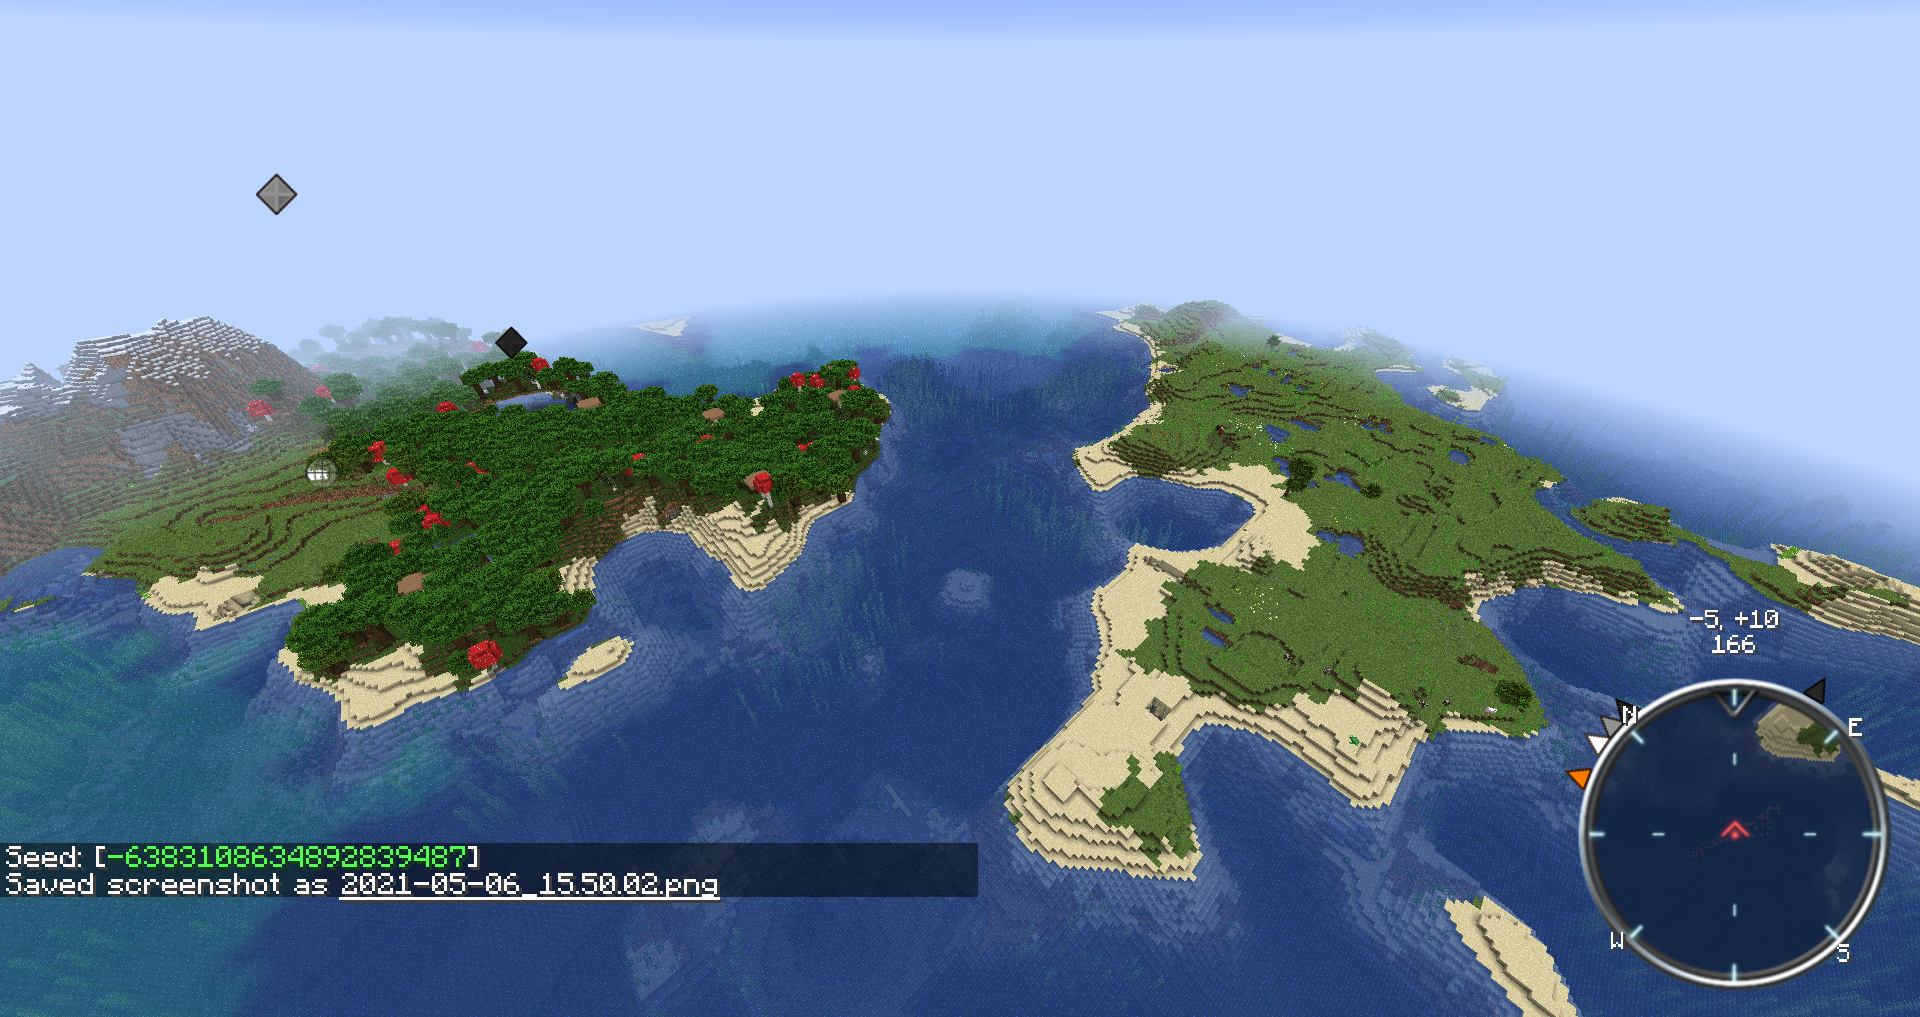 -5, +10
166
N
E
W
S
Seed: [-6383108634892839487]
Saved screenshot as 2021-05-06_15.50.02.png